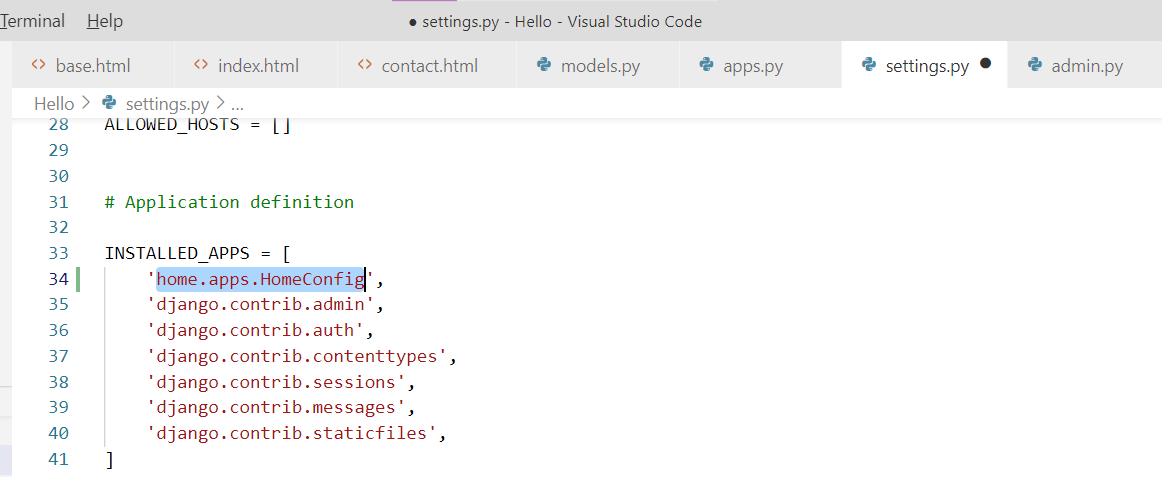 Terminal Help ● settings.py - Hello - Visual Studio Code
<> base.html <> index.html <> contact.html models.py apps.py settings.py ● admin.py
Hello > settings.py > ...
28 ALLOWED_HOSTS = []
29
30
31 # Application definition
32
33 INSTALLED_APPS = [
34     'home.apps.HomeConfig',
35     'django.contrib.admin',
36     'django.contrib.auth',
37     'django.contrib.contenttypes',
38     'django.contrib.sessions',
39     'django.contrib.messages',
40     'django.contrib.staticfiles',
41 ]